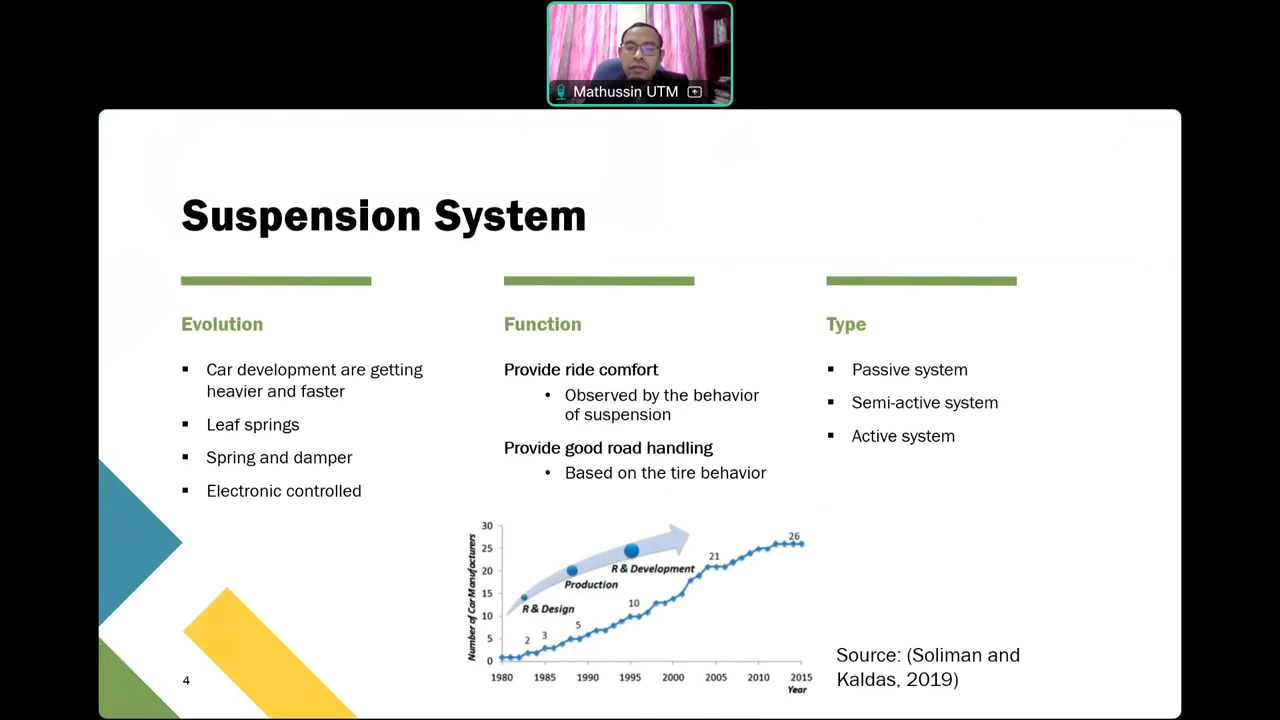 Mathussin UTM
Suspension System
Evolution
▪ Car development are getting
heavier and faster
▪ Leaf springs
▪ Spring and damper
▪ Electronic controlled
Function
Provide ride comfort
• Observed by the behavior
of suspension
Provide good road handling
• Based on the tire behavior
Type
▪ Passive system
▪ Semi-active system
▪ Active system
Number of Car Manufacturers
30
25
20
15
10
5
0
R & Design
Production
R & Development
2
3
5
10
21
26
1980 1985 1990 1995 2000 2005 2010 2015
Year
Source: (Soliman and
Kaldas, 2019)
4